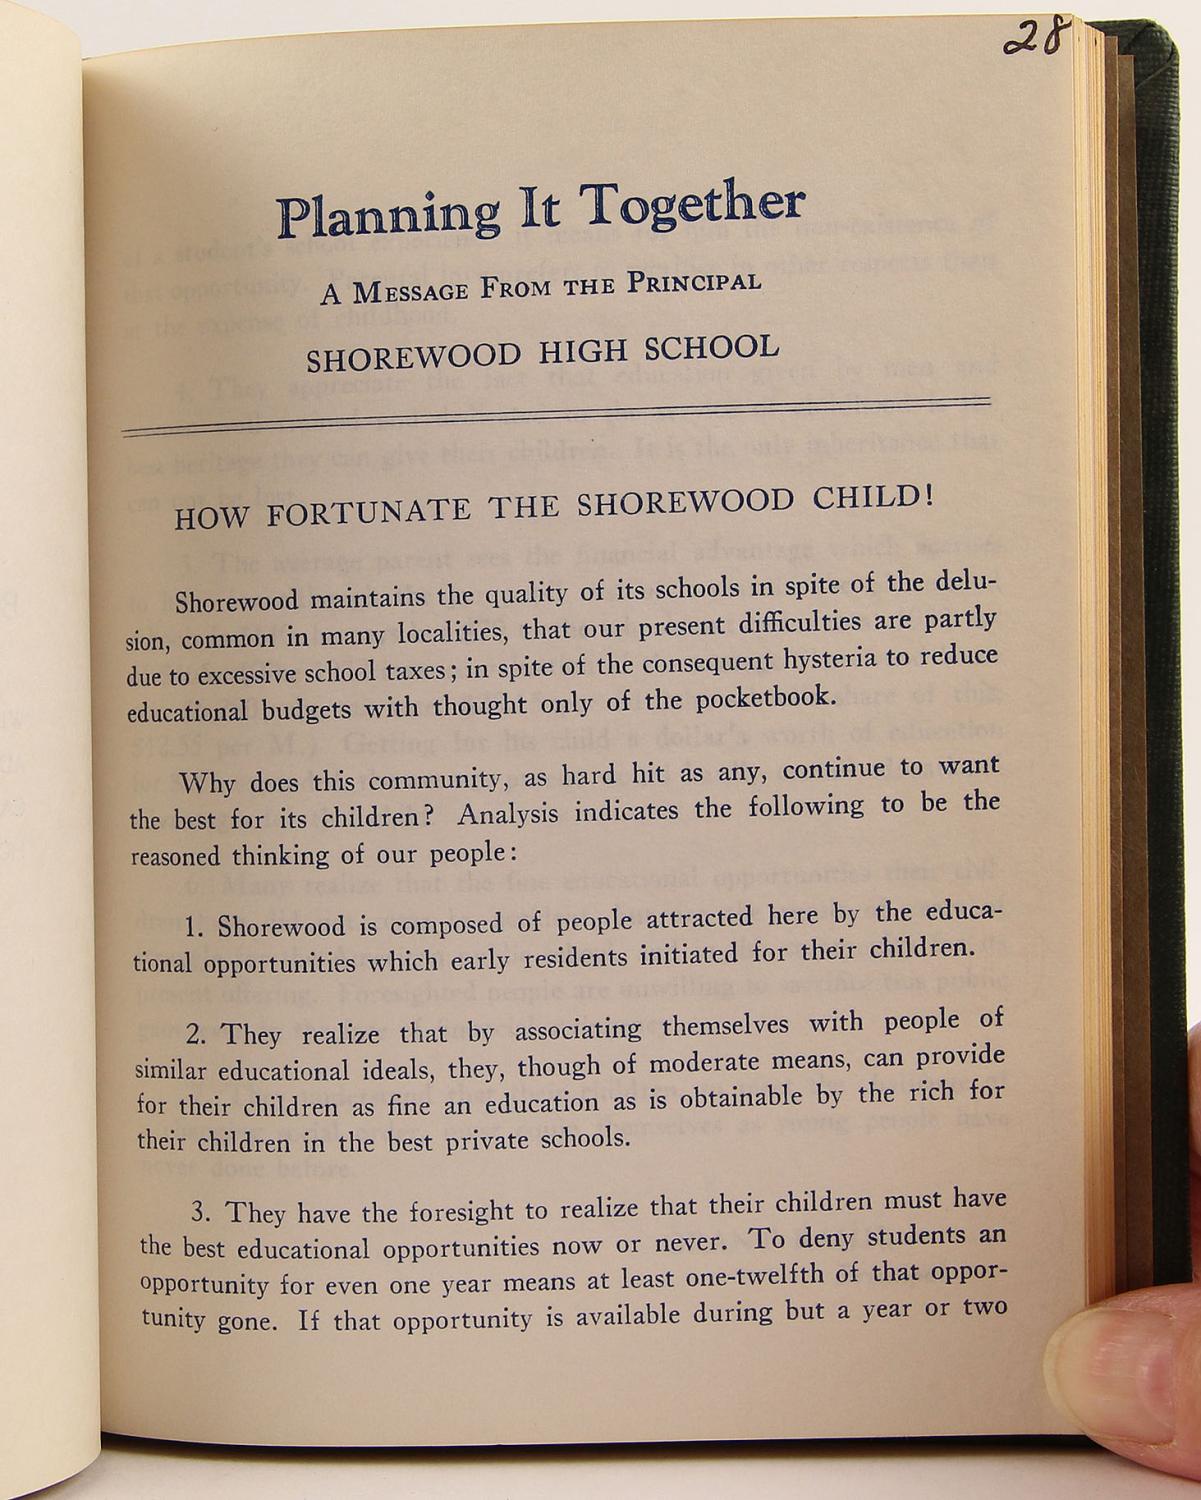 28
Planning It Together
A MESSAGE FROM THE PRINCIPAL
SHOREWOOD HIGH SCHOOL
HOW FORTUNATE THE SHOREWOOD CHILD!
Shorewood maintains the quality of its schools in spite of the delu-
sion, common in many localities, that our present difficulties are partly
due to excessive school taxes; in spite of the consequent hysteria to reduce
educational budgets with thought only of the pocketbook.
Why does this community, as hard hit as any, continue to want
the best for its children? Analysis indicates the following to be the
reasoned thinking of our people:
1. Shorewood is composed of people attracted here by the educa-
tional opportunities which early residents initiated for their children.
2. They realize that by associating themselves with people of
similar educational ideals, they, though of moderate means, can provide
for their children as fine an education as is obtainable by the rich for
their children in the best private schools.
3. They have the foresight to realize that their children must have
the best educational opportunities now or never. To deny students an
opportunity for even one year means at least one-twelfth of that oppor-
tunity gone. If that opportunity is available during but a year or two